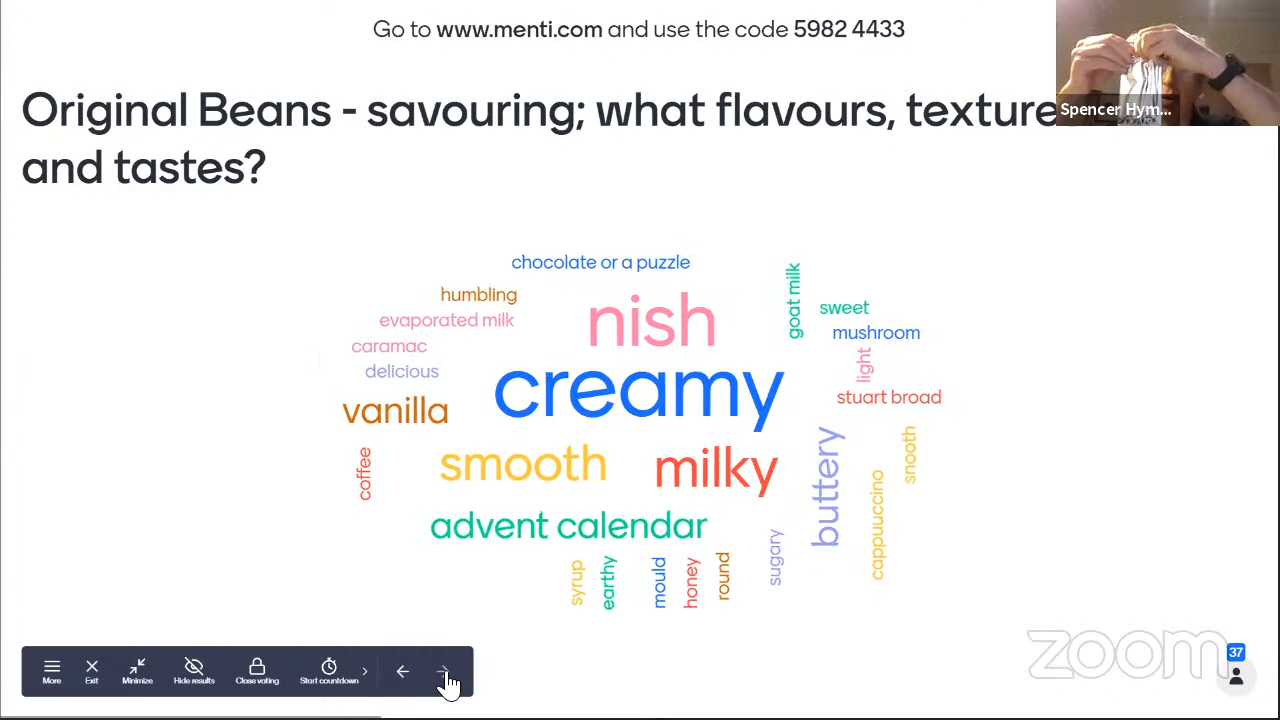 Go to www.menti.com and use the code 5982 4433
Original Beans - savouring; what flavours, texture
and tastes?
Spencer Hym...
chocolate or a puzzle
humbling
nish
goat milk
sweet
evaporated milk
mushroom
caramac
light
delicious
creamy
stuart broad
vanilla
coffee
smooth
milky
buttery
snooth
cappuccino
advent calendar
syrup
earthy
mould
honey
round
sugary
zoom
37
More
Exit
Minimize
Hide results
Close voting
Start countdown